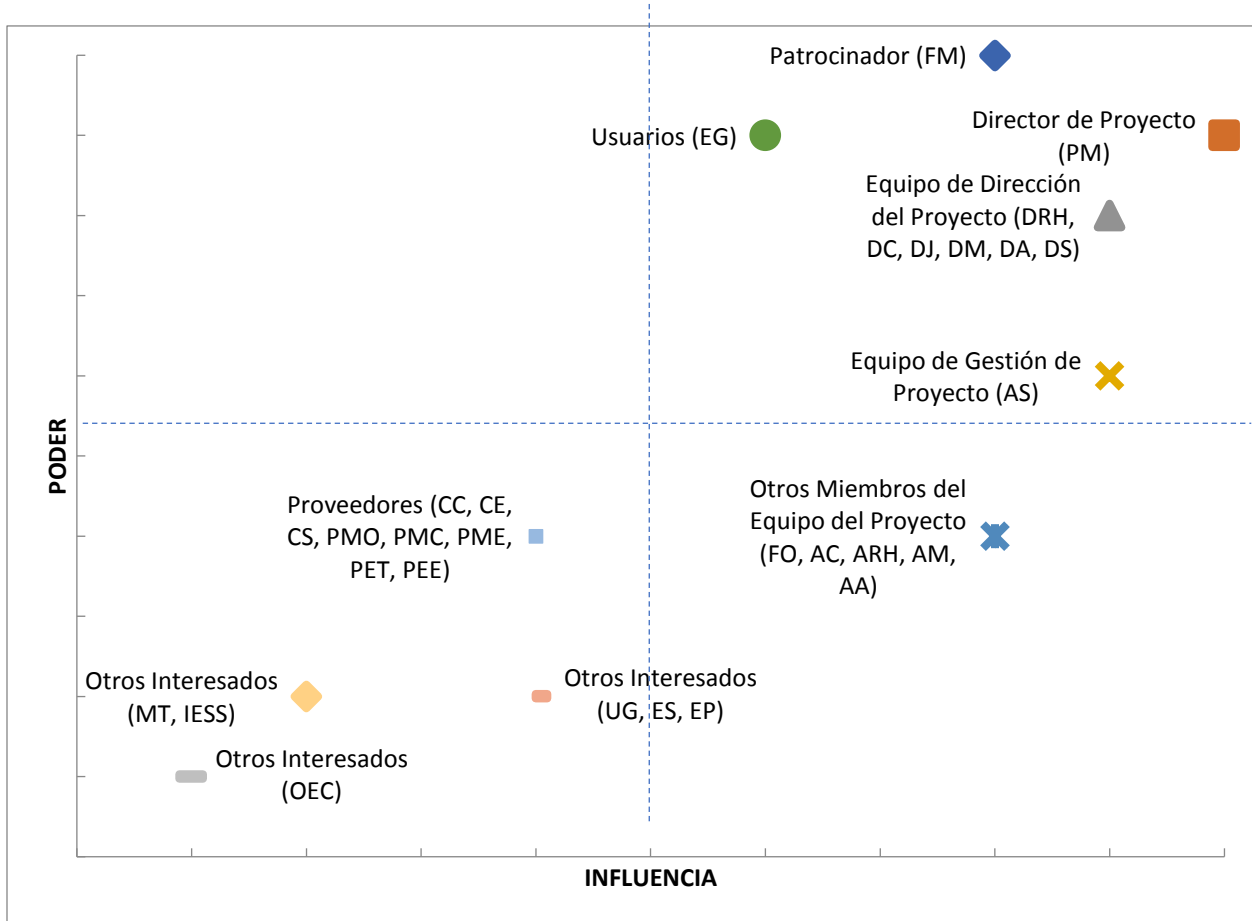 Patrocinador (FM)
Usuarios (EG)
Director de Proyecto
(PM)
Equipo de Dirección
del Proyecto (DRH,
DC, DJ, DM, DA, DS)
Equipo de Gestión de
Proyecto (AS)
PODER
Proveedores (CC, CE,
CS, PMO, PMC, PME,
PET, PEE)
Otros Miembros del
Equipo del Proyecto
(FO, AC, ARH, AM,
AA)
Otros Interesados
(MT, IESS)
Otros Interesados
(UG, ES, EP)
Otros Interesados
(OEC)
INFLUENCIA